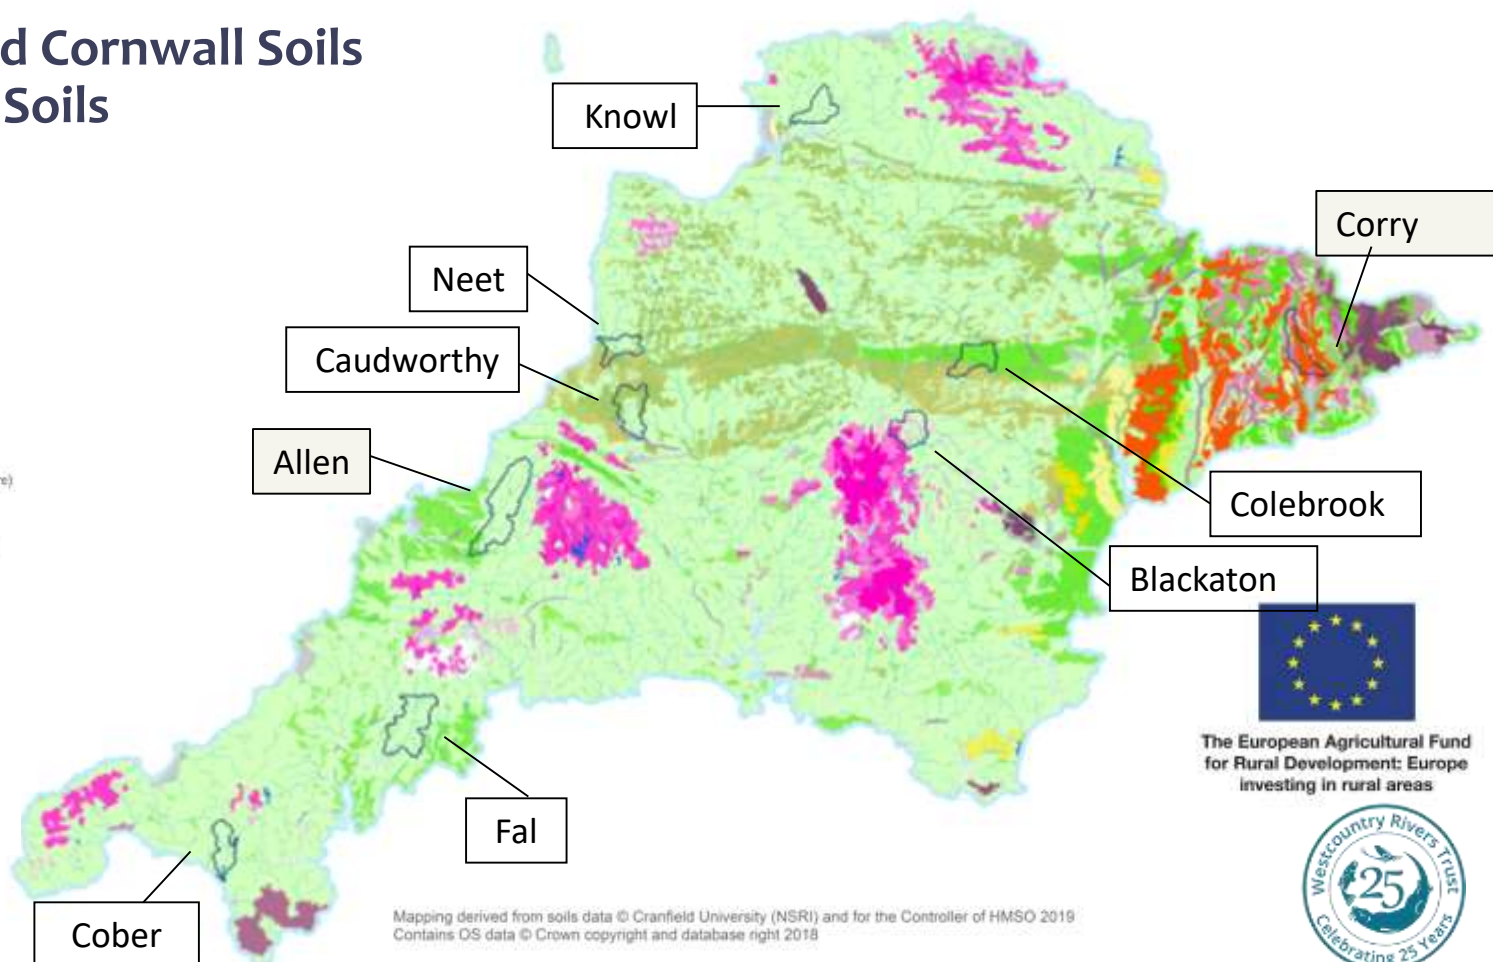 d Cornwall Soils
Soils
Knowl
Corry
Neet
Caudworthy
Allen
re)
Colebrook
Blackaton
The European Agricultural Fund
for Rural Development: Europe
investing in rural areas
Fal
Cober
Mapping derived from soils data © Cranfield University (NSRI) and for the Controller of HMSO 2019
Contains OS data © Crown copyright and database right 2018
Westcountry Rivers Trust
25
Celebrating 25 Years